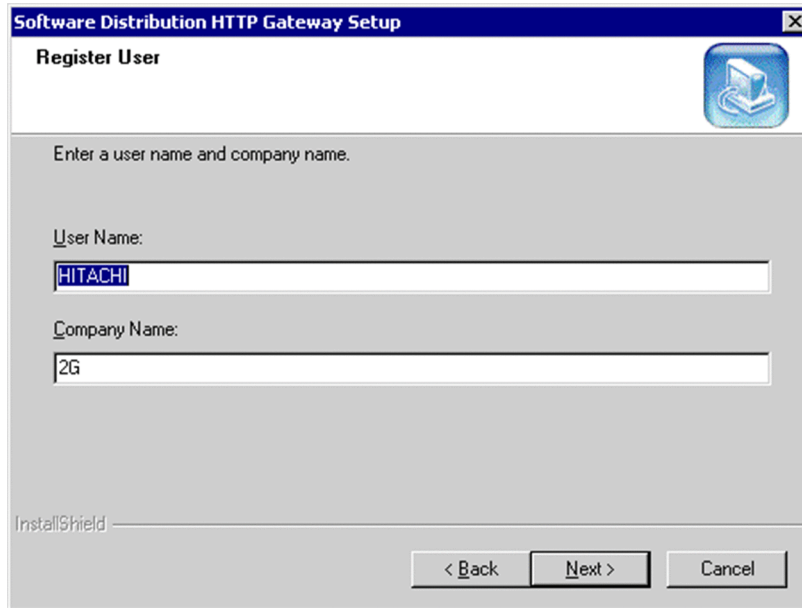 Software Distribution HTTP Gateway Setup
Register User
Enter a user name and company name.
User Name:
HITACHI
Company Name:
2G
InstallShield
< Back Next > Cancel